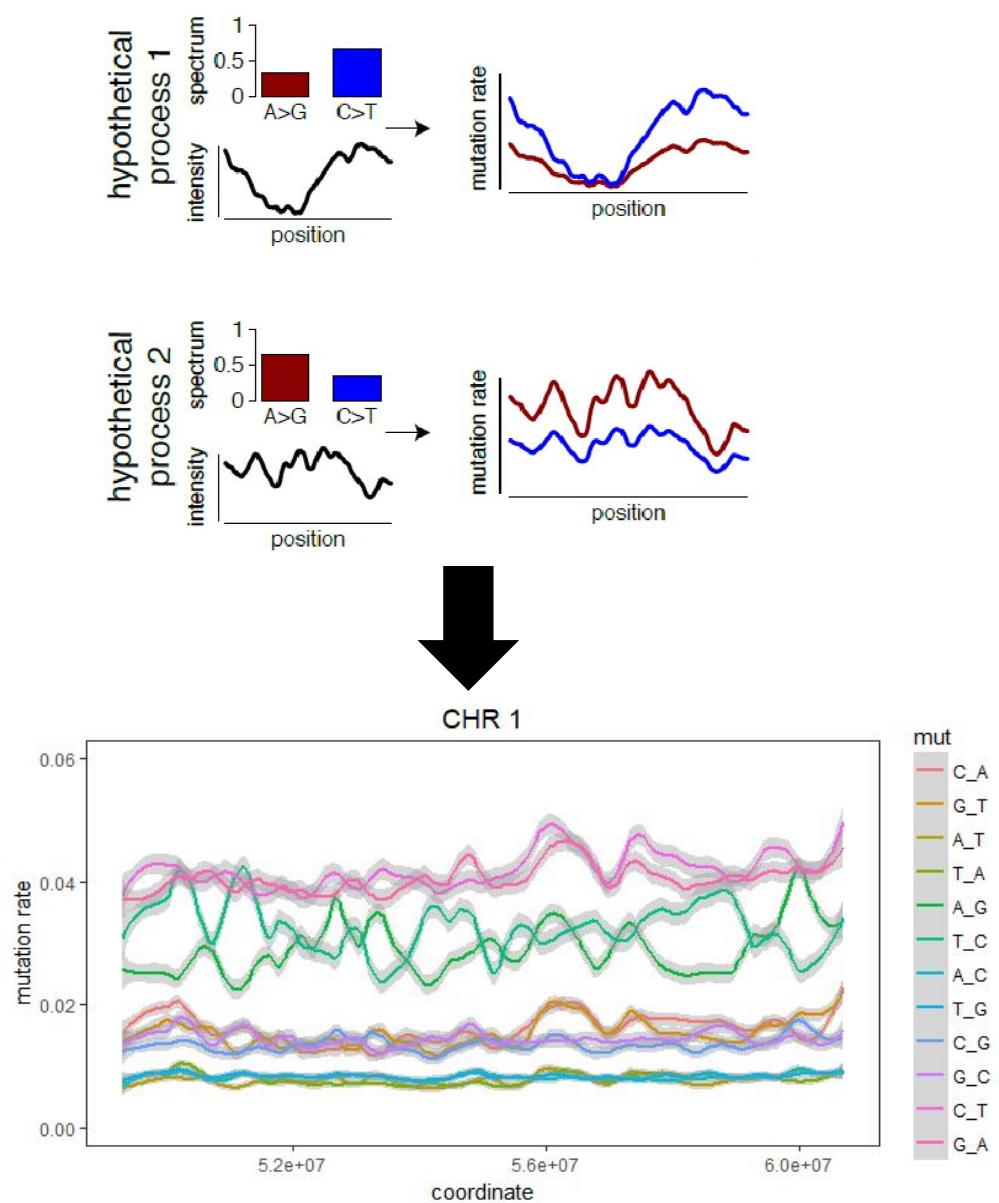 hypothetical
process 1
spectrum
1
0.5
0
A>G
C>T
intensity
position
mutation rate
position
hypothetical
process 2
spectrum
1
0.5
0
A>G
C>T
intensity
position
mutation rate
position
CHR 1
mutation rate
0.06
0.04
0.02
0.00
5.2e+07
5.6e+07
6.0e+07
coordinate
mut
C_A
G_T
A_T
T_A
A_G
T_C
A_C
T_G
C_G
G_C
C_T
G_A